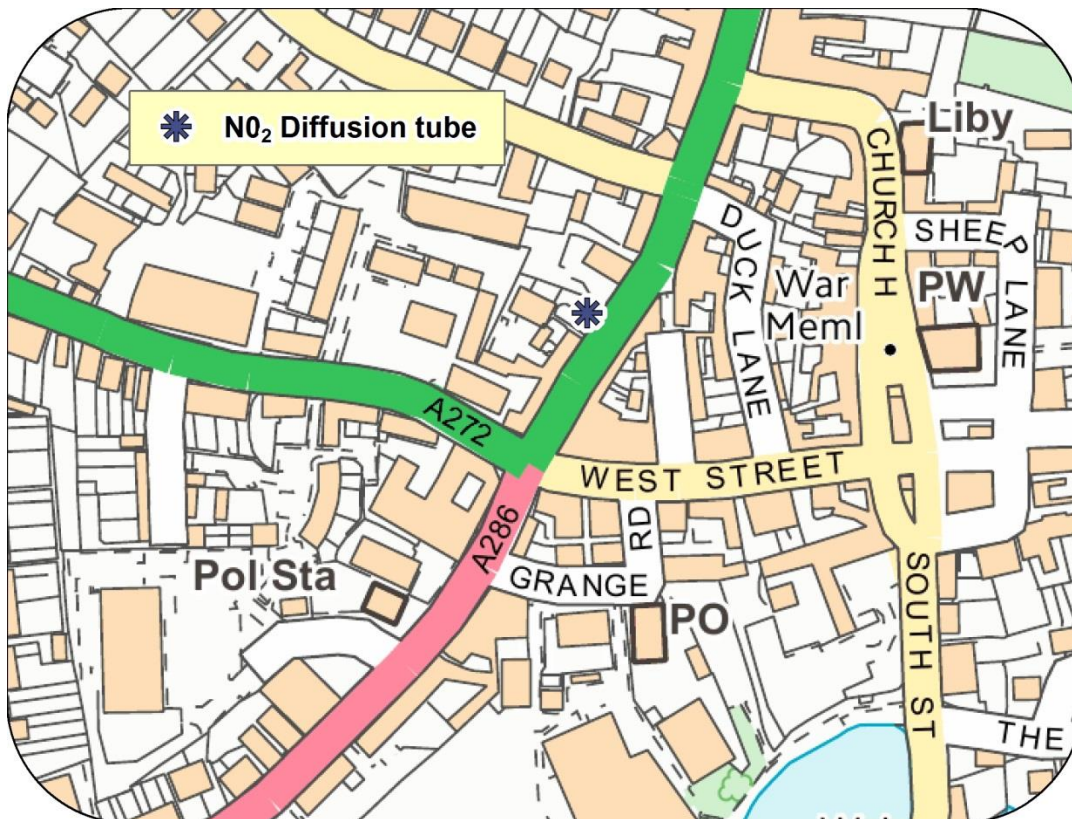 N0₂ Diffusion tube
Liby
CHURCH H
SHEEP LANE
DUCK LANE
War
Meml
PW
A272
WEST STREET
A286
RD
GRANGE
Pol Sta
PO
SOUTH ST
THE